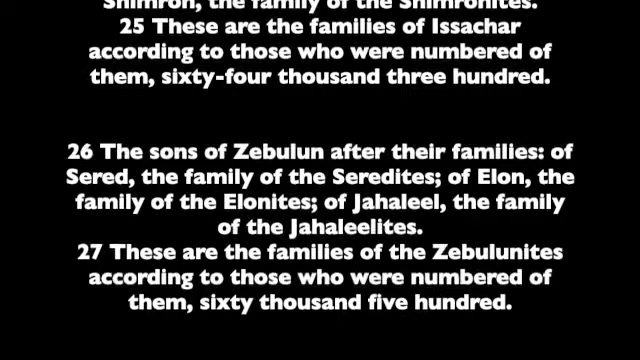 Shimron, the family of the Shimronites.
25 These are the families of Issachar
according to those who were numbered of
them, sixty-four thousand three hundred.
26 The sons of Zebulun after their families: of
Sered, the family of the Seredites; of Elon, the
family of the Elonites; of Jahaleel, the family
of the Jahaleelites.
27 These are the families of the Zebulunites
according to those who were numbered of
them, sixty thousand five hundred.